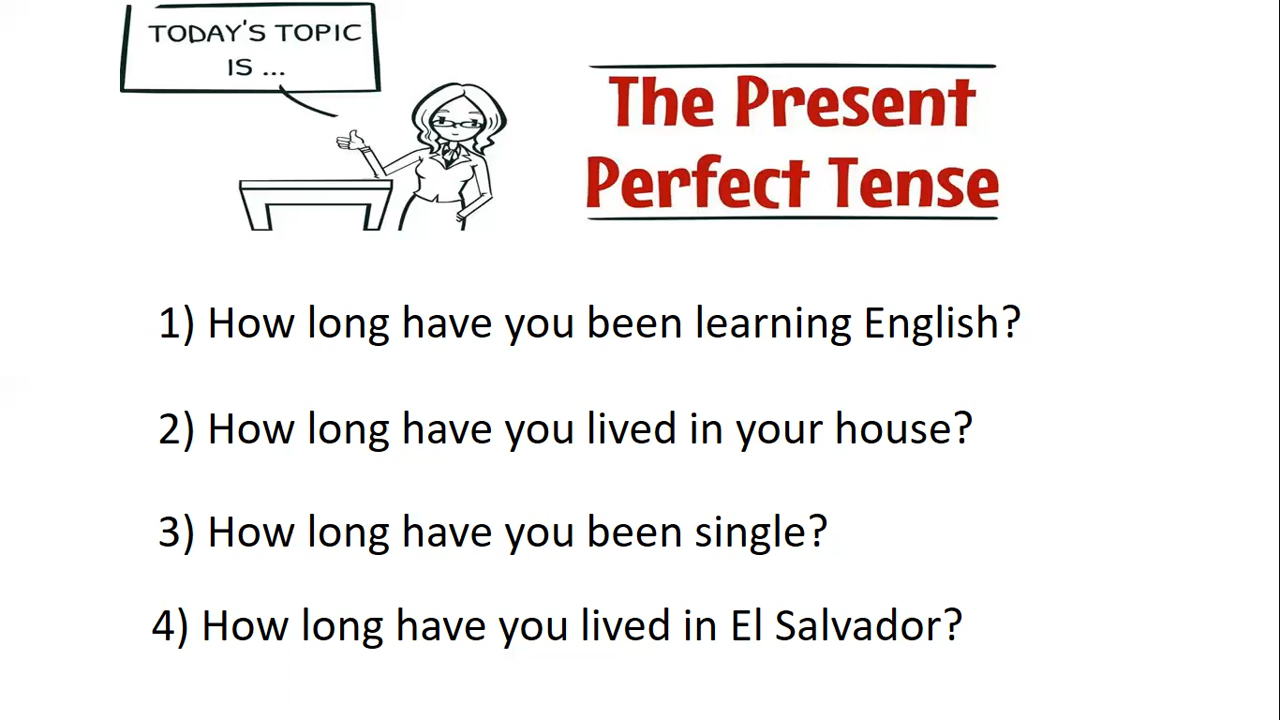 TODAY'S TOPIC
IS ...
The Present
Perfect Tense
1) How long have you been learning English?
2) How long have you lived in your house?
3) How long have you been single?
4) How long have you lived in El Salvador?